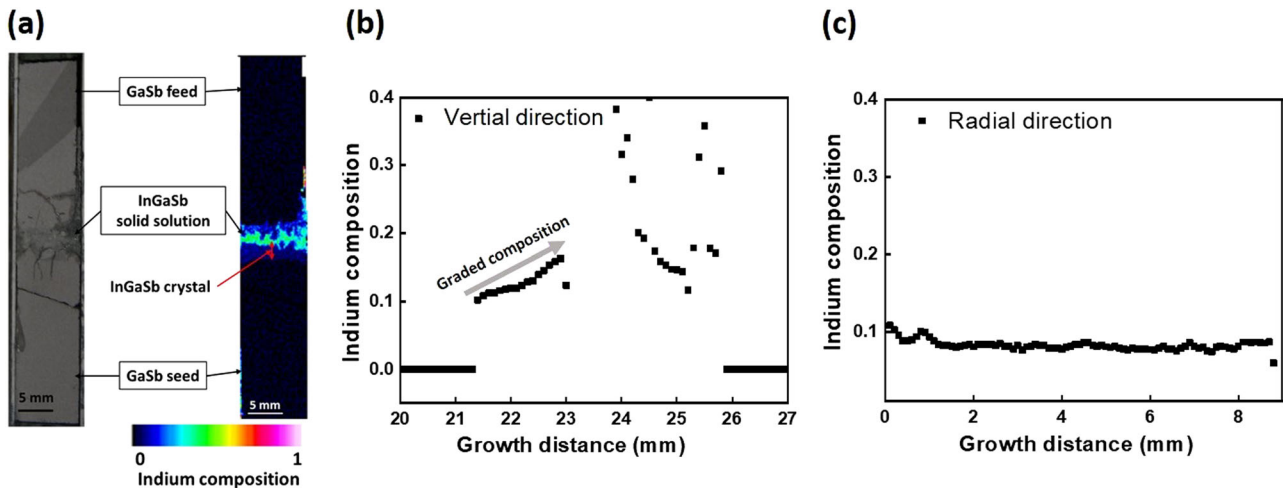 (a)
GaSb feed
InGaSb
solid solution
InGaSb crystal
GaSb seed
5 mm
5 mm
0
1
Indium composition
(b)
Vertial direction
Graded composition
Indium composition
0.4
0.3
0.2
0.1
0.0
20 21 22 23 24 25 26 27
Growth distance (mm)
(c)
Radial direction
Indium composition
0.4
0.3
0.2
0.1
0 2 4 6 8
Growth distance (mm)